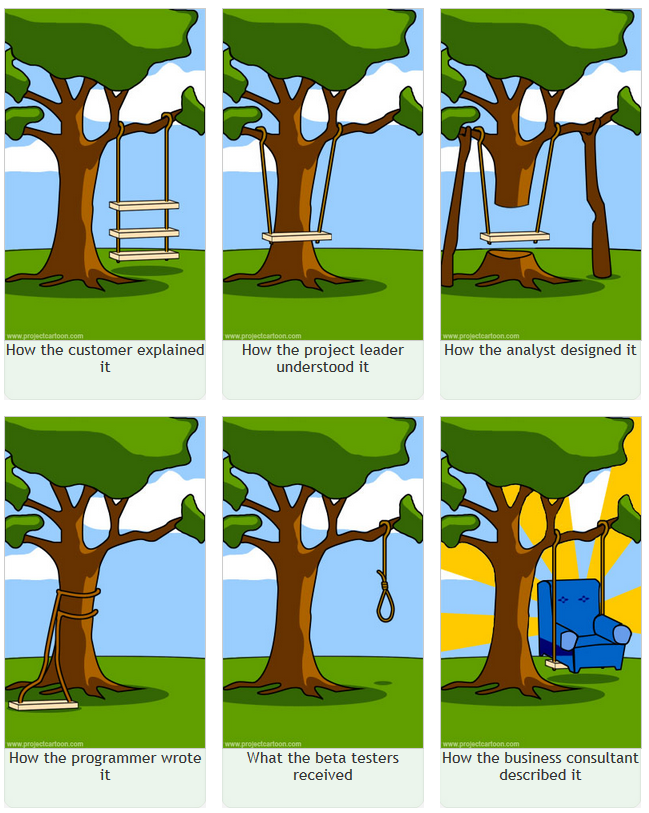 www.projectcartoon.com
www.projectcartoon.com
www.projectcartoon.com
How the customer explained
it
How the project leader
understood it
How the analyst designed it
www.projectcartoon.com
www.projectcartoon.com
www.projectcartoon.com
How the programmer wrote
it
What the beta testers
received
How the business consultant
described it